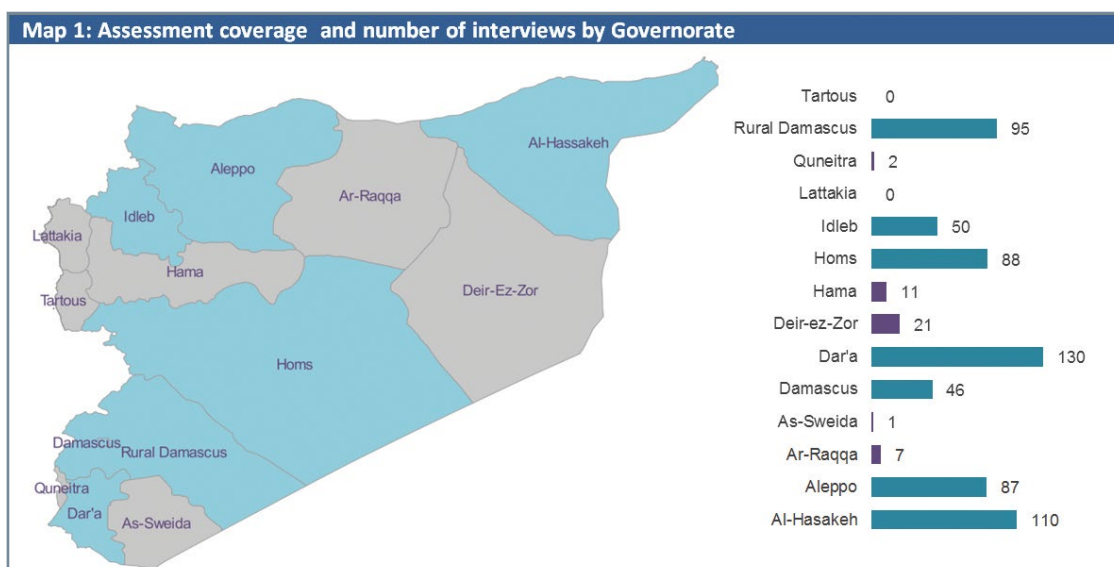 Map 1: Assessment coverage  and number of interviews by Governorate
Al-Hassakeh
Aleppo
Ar-Raqqa
Idleb
Lattakia
Hama
Tartous
Deir-Ez-Zor
Homs
Damascus
Rural Damascus
Quneitra
Dar'a
As-Sweida
Tartous 0
Rural Damascus 95
Quneitra 2
Lattakia 0
Idleb 50
Homs 88
Hama 11
Deir-ez-Zor 21
Dar'a 130
Damascus 46
As-Sweida 1
Ar-Raqqa 7
Aleppo 87
Al-Hasakeh 110